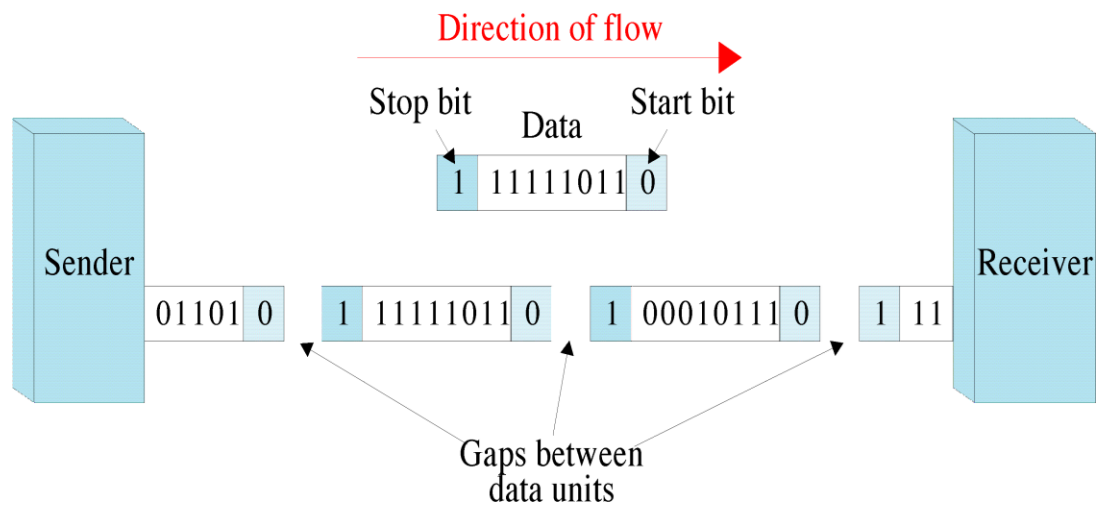 Direction of flow
Stop bit
Start bit
Data
1 11111011 0
Sender
Receiver
01101 0
1 11111011 0
1 00010111 0
1 11
Gaps between
data units